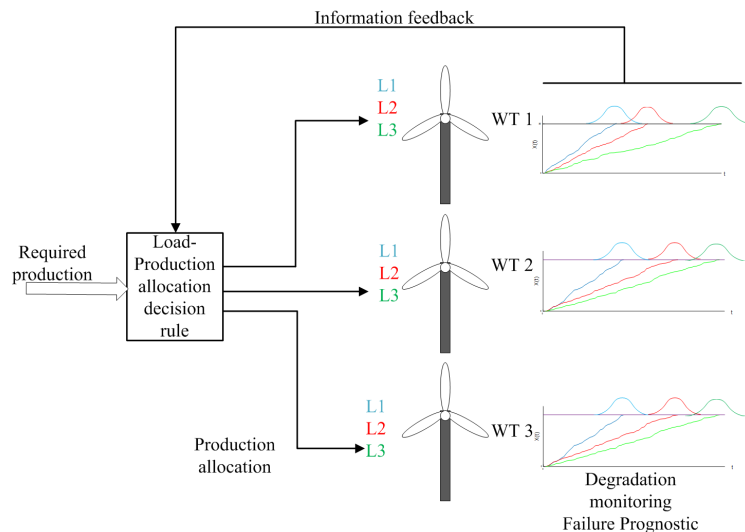 Information feedback
L1
L2
L3
WT 1
X(t)
t
Required
production
Load-
Production
allocation
decision
rule
L1
L2
L3
WT 2
X(t)
t
L1
L2
L3
WT 3
X(t)
t
Production
allocation
Degradation
monitoring
Failure Prognostic